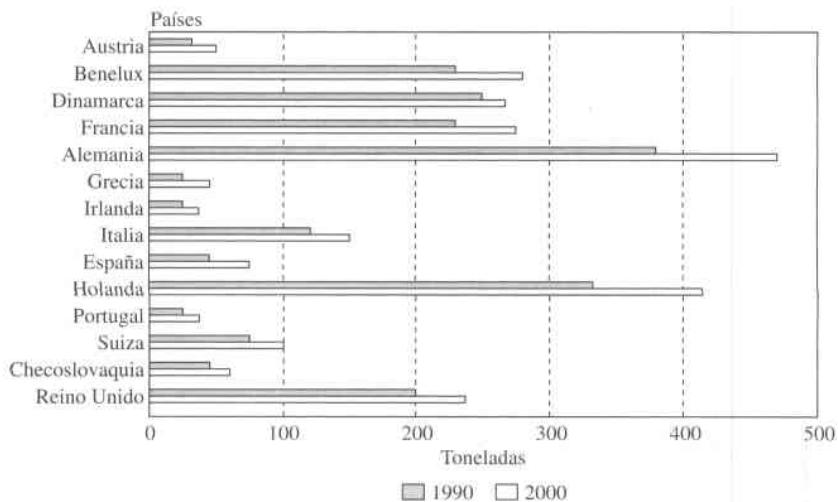 Países
Austria
Benelux
Dinamarca
Francia
Alemania
Grecia
Irlanda
Italia
España
Holanda
Portugal
Suiza
Checoslovaquia
Reino Unido
0 100 200 300 400 500
Toneladas
1990 2000